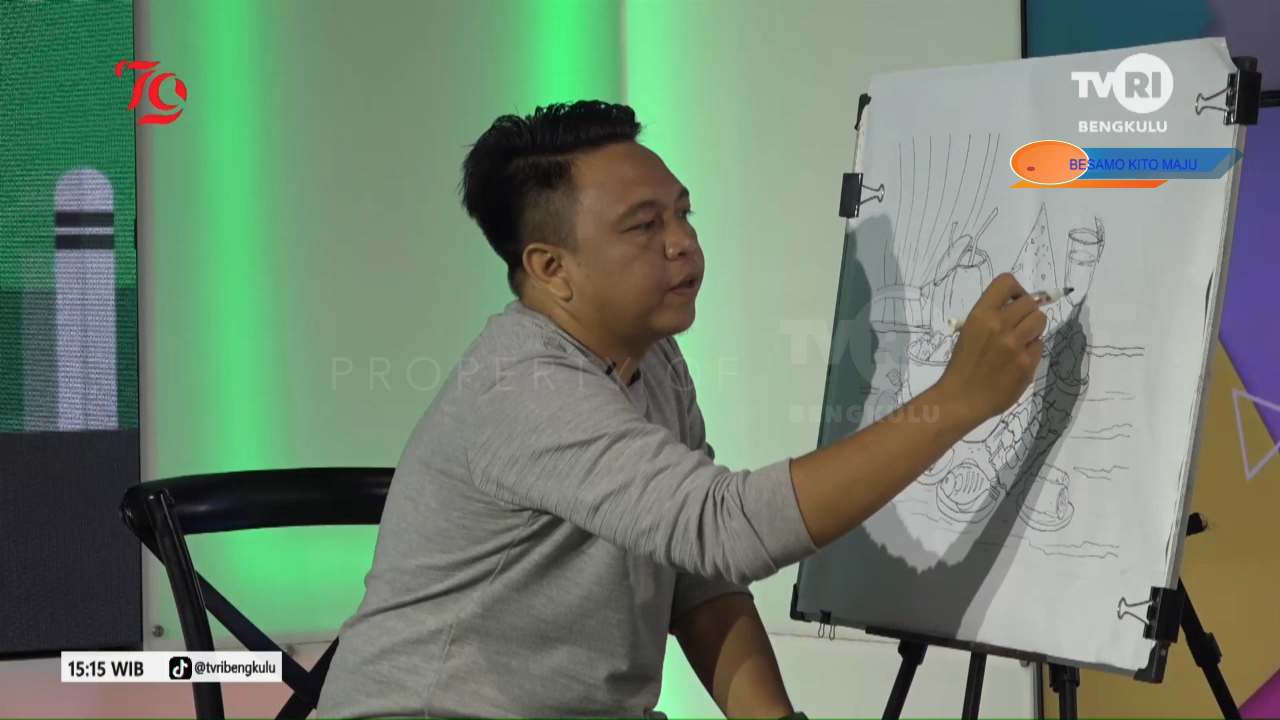 79
TVRI
BENGKULU
BESAMO KITO MAJU
PROPERTY OF
TVRI
BENGKULU
15:15 WIB
@tvribengkulu